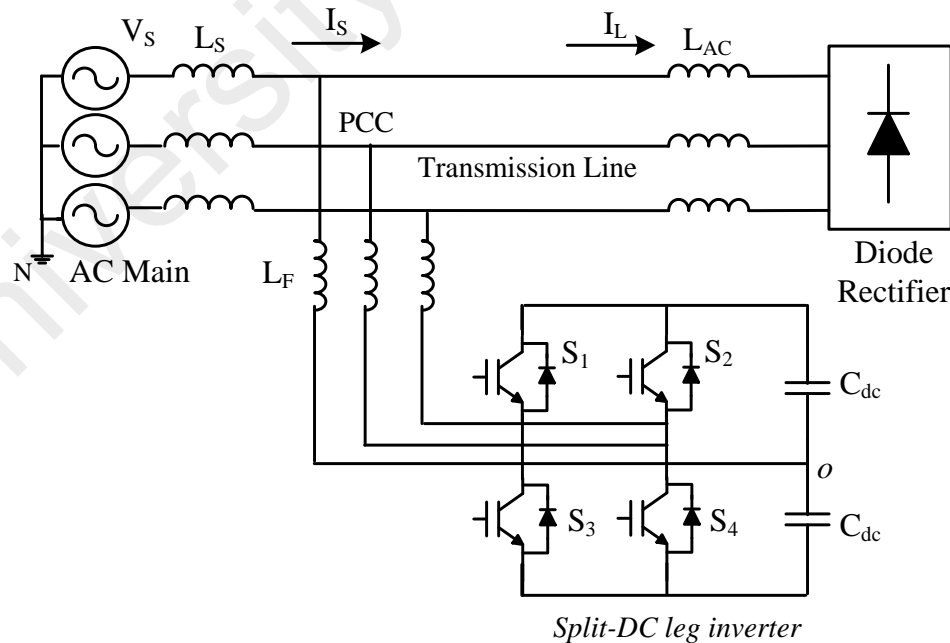 V_S
L_S
I_S
I_L
L_AC
PCC
Transmission Line
N
AC Main
L_F
Diode
Rectifier
S_1
S_2
C_dc
o
S_3
S_4
C_dc
Split-DC leg inverter
University